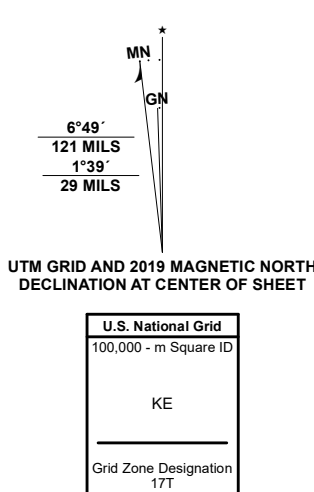 ★
MN
GN
6°49´
121 MILS
1°39´
29 MILS
UTM GRID AND 2019 MAGNETIC NORTH
DECLINATION AT CENTER OF SHEET
U.S. National Grid
100,000 - m Square ID
KE
Grid Zone Designation
17T